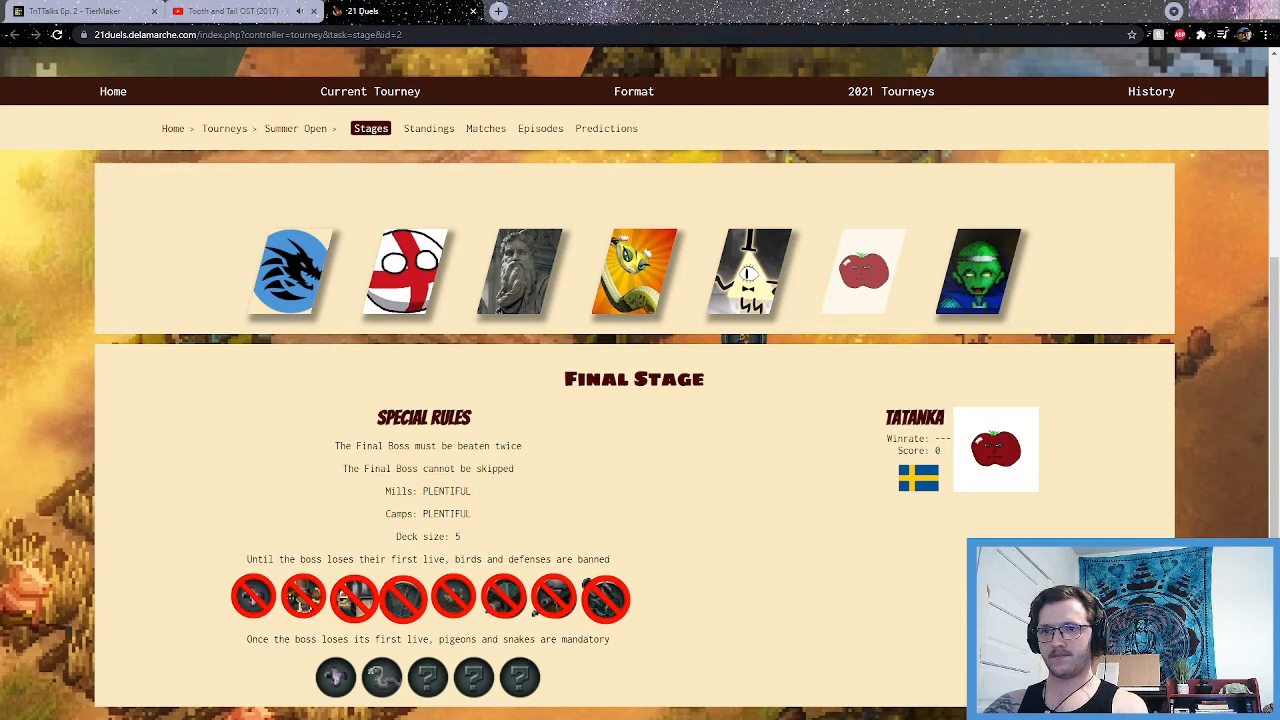 TnTTalks Ep. 2 - TierMaker
Tooth and Tail OST (2017) -
21 Duels
21duels.delamarche.com/index.php?controller=tourney&task=stage&id=2
Home Current Tourney Format 2021 Tourneys History
Home > Tourneys > Summer Open > Stages Standings Matches Episodes Predictions
Final Stage
Special Rules
The Final Boss must be beaten twice
The Final Boss cannot be skipped
Mills: PLENTIFUL
Camps: PLENTIFUL
Deck size: 5
Until the boss loses their first live, birds and defenses are banned
Once the boss loses its first live, pigeons and snakes are mandatory
? ? ?
Tatanka
Winrate: ---
Score: 0